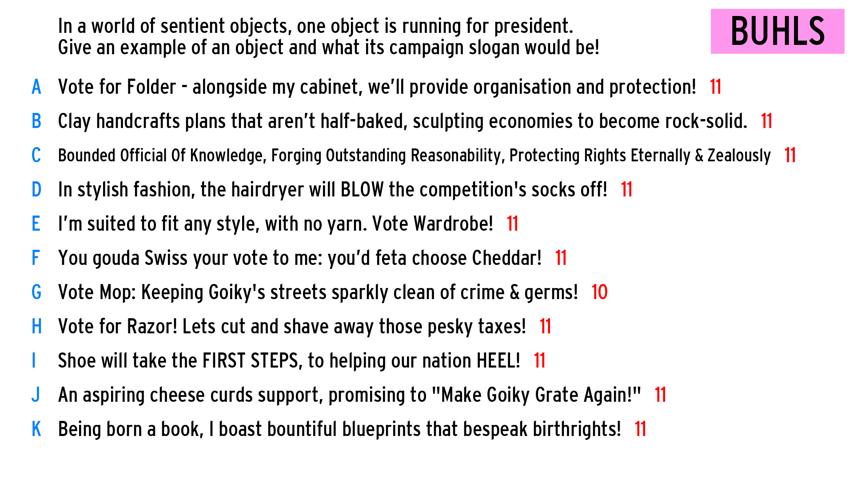 In a world of sentient objects, one object is running for president.
Give an example of an object and what its campaign slogan would be!
BUHLS
A Vote for Folder - alongside my cabinet, we'll provide organisation and protection! 11
B Clay handcrafts plans that aren't half-baked, sculpting economies to become rock-solid. 11
C Bounded Official Of Knowledge, Forging Outstanding Reasonability, Protecting Rights Eternally & Zealously 11
D In stylish fashion, the hairdryer will BLOW the competition's socks off! 11
E I'm suited to fit any style, with no yarn. Vote Wardrobe! 11
F You gouda Swiss your vote to me: you'd feta choose Cheddar! 11
G Vote Mop: Keeping Goiky's streets sparkly clean of crime & germs! 10
H Vote for Razor! Lets cut and shave away those pesky taxes! 11
I Shoe will take the FIRST STEPS, to helping our nation HEEL! 11
J An aspiring cheese curds support, promising to "Make Goiky Grate Again!" 11
K Being born a book, I boast bountiful blueprints that bespeak birthrights! 11